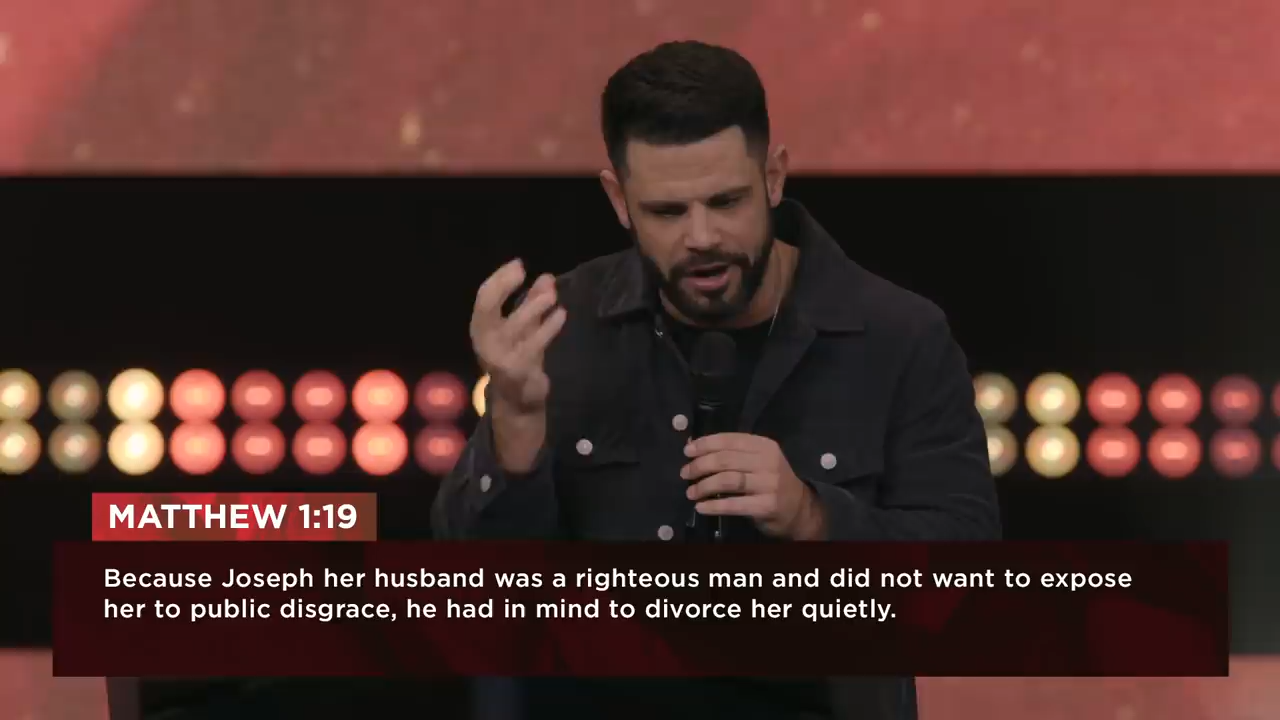 MATTHEW 1:19
Because Joseph her husband was a righteous man and did not want to expose
her to public disgrace, he had in mind to divorce her quietly.